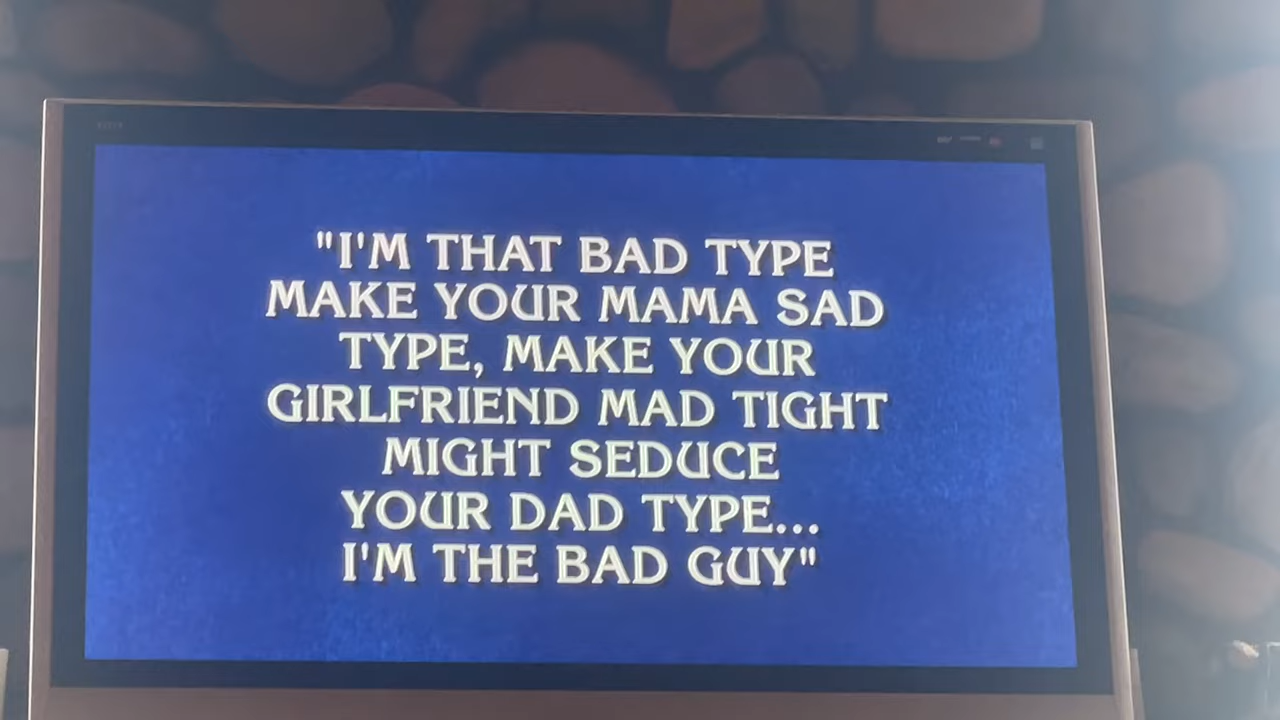 "I'M THAT BAD TYPE
MAKE YOUR MAMA SAD
TYPE, MAKE YOUR
GIRLFRIEND MAD TIGHT
MIGHT SEDUCE
YOUR DAD TYPE...
I'M THE BAD GUY"